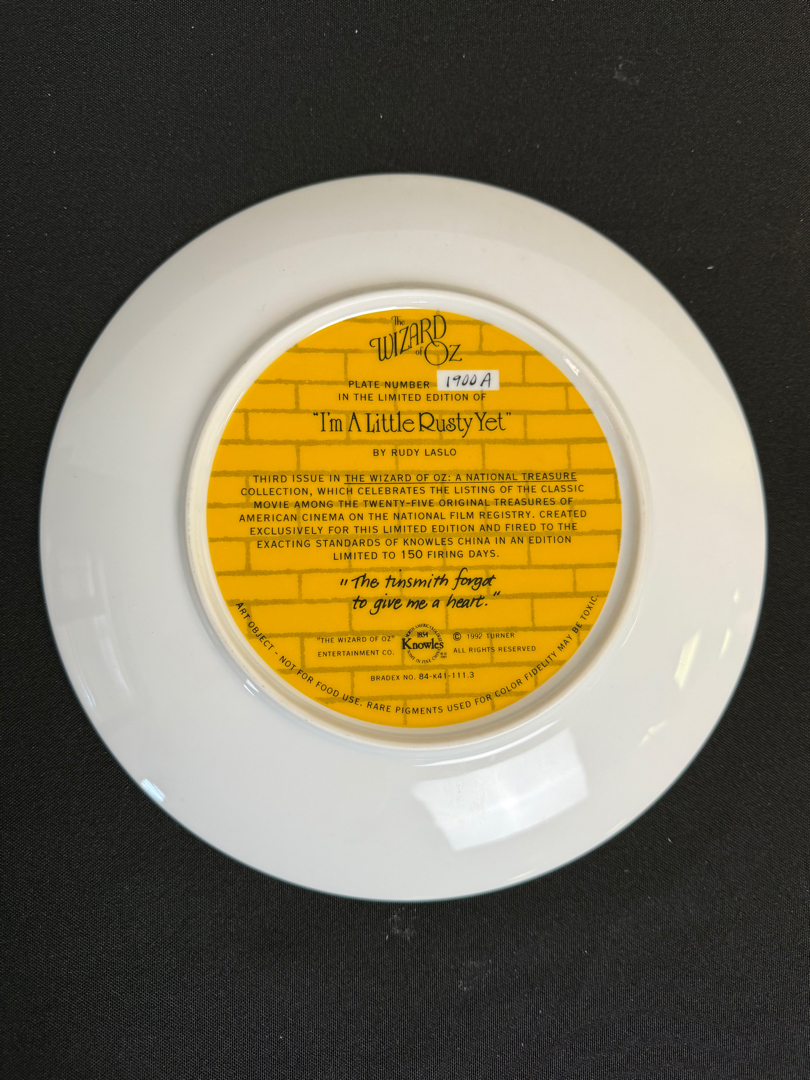 The
WIZARD
of OZ
PLATE NUMBER 1900A
IN THE LIMITED EDITION OF
"I'm A Little Rusty Yet"
BY RUDY LASLO
THIRD ISSUE IN THE WIZARD OF OZ: A NATIONAL TREASURE
COLLECTION, WHICH CELEBRATES THE LISTING OF THE CLASSIC
MOVIE AMONG THE TWENTY-FIVE ORIGINAL TREASURES OF
AMERICAN CINEMA ON THE NATIONAL FILM REGISTRY. CREATED
EXCLUSIVELY FOR THIS LIMITED EDITION AND FIRED TO THE
EXACTING STANDARDS OF KNOWLES CHINA IN AN EDITION
LIMITED TO 150 FIRING DAYS.
"The tinsmith forgot
to give me a heart."
"THE WIZARD OF OZ" © 1992 TURNER
ENTERTAINMENT CO. ALL RIGHTS RESERVED
1854
Knowles
BRADEX NO. 84-K41-111.3
ART OBJECT - NOT FOR FOOD USE. RARE PIGMENTS USED FOR COLOR FIDELITY MAY BE TOXIC.